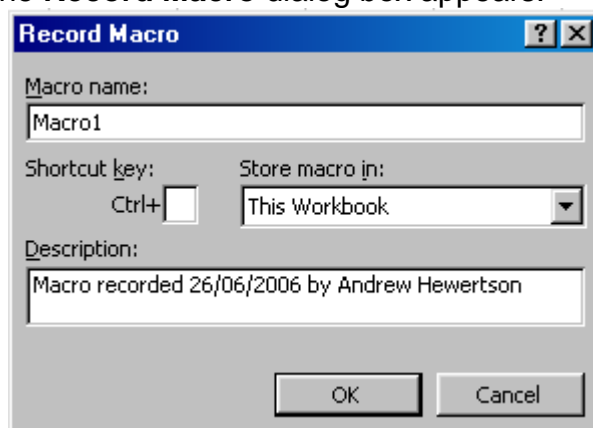 Record Macro
Macro name:
Macro1
Shortcut key: Store macro in:
Ctrl+ This Workbook
Description:
Macro recorded 26/06/2006 by Andrew Hewertson
OK Cancel